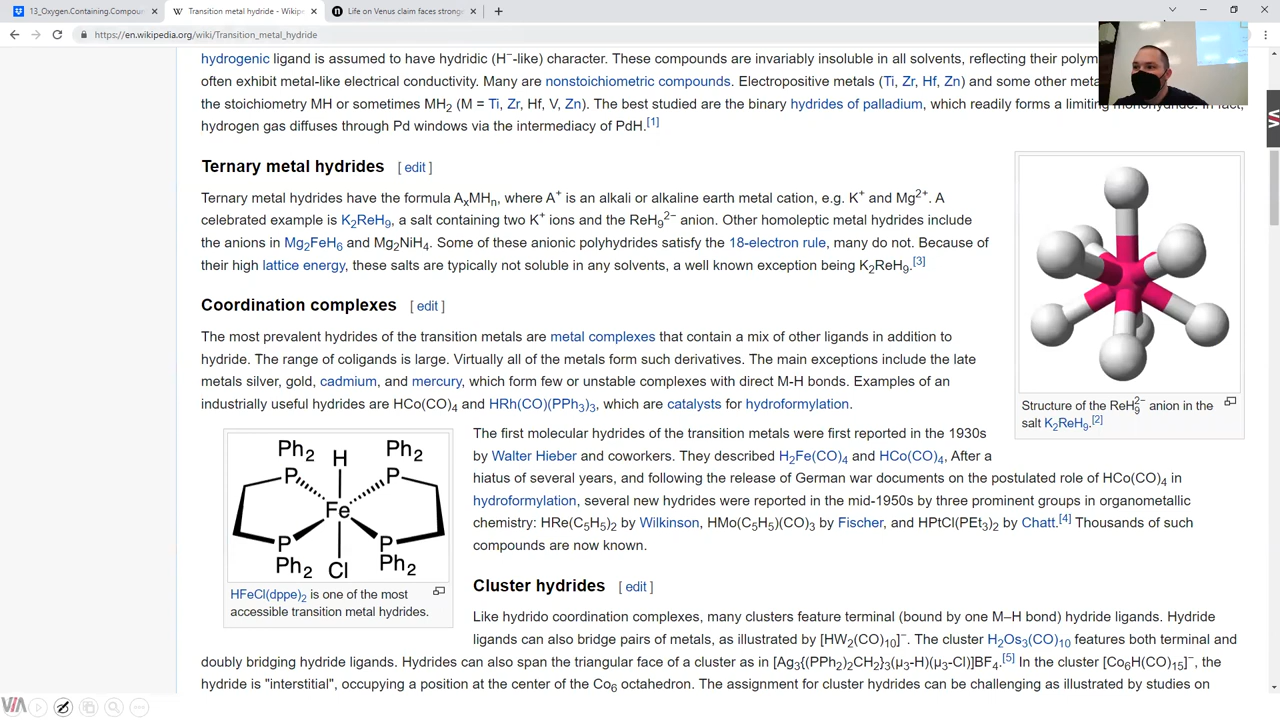 13_Oxygen.Containing.Compou
Transition metal hydride - Wikipe
Life on Venus claim faces stronge
https://en.wikipedia.org/wiki/Transition_metal_hydride
hydrogenic ligand is assumed to have hydridic (H⁻-like) character. These compounds are invariably insoluble in all solvents, reflecting their polym
often exhibit metal-like electrical conductivity. Many are nonstoichiometric compounds. Electropositive metals (Ti, Zr, Hf, Zn) and some other meta
the stoichiometry MH or sometimes MH₂ (M = Ti, Zr, Hf, V, Zn). The best studied are the binary hydrides of palladium, which readily forms a limiting monohydride. In fact,
hydrogen gas diffuses through Pd windows via the intermediacy of PdH.[1]
Ternary metal hydrides [ edit ]
Ternary metal hydrides have the formula AₓMHₙ, where A⁺ is an alkali or alkaline earth metal cation, e.g. K⁺ and Mg²⁺. A
celebrated example is K₂ReH₉, a salt containing two K⁺ ions and the ReH₉²⁻ anion. Other homoleptic metal hydrides include
the anions in Mg₂FeH₆ and Mg₂NiH₄. Some of these anionic polyhydrides satisfy the 18-electron rule, many do not. Because of
their high lattice energy, these salts are typically not soluble in any solvents, a well known exception being K₂ReH₉.[3]
Structure of the ReH₉²⁻ anion in the
salt K₂ReH₉.[2]
Coordination complexes [ edit ]
The most prevalent hydrides of the transition metals are metal complexes that contain a mix of other ligands in addition to
hydride. The range of coligands is large. Virtually all of the metals form such derivatives. The main exceptions include the late
metals silver, gold, cadmium, and mercury, which form few or unstable complexes with direct M-H bonds. Examples of an
industrially useful hydrides are HCo(CO)₄ and HRh(CO)(PPh₃)₃, which are catalysts for hydroformylation.
Ph₂ Ph₂
H
P P
Fe
P P
Ph₂ Cl Ph₂
HFeCl(dppe)₂ is one of the most
accessible transition metal hydrides.
The first molecular hydrides of the transition metals were first reported in the 1930s
by Walter Hieber and coworkers. They described H₂Fe(CO)₄ and HCo(CO)₄, After a
hiatus of several years, and following the release of German war documents on the postulated role of HCo(CO)₄ in
hydroformylation, several new hydrides were reported in the mid-1950s by three prominent groups in organometallic
chemistry: HRe(C₅H₅)₂ by Wilkinson, HMo(C₅H₅)(CO)₃ by Fischer, and HPtCl(PEt₃)₂ by Chatt.[4] Thousands of such
compounds are now known.
Cluster hydrides [ edit ]
Like hydrido coordination complexes, many clusters feature terminal (bound by one M–H bond) hydride ligands. Hydride
ligands can also bridge pairs of metals, as illustrated by [HW₂(CO)₁₀]⁻. The cluster H₂Os₃(CO)₁₀ features both terminal and
doubly bridging hydride ligands. Hydrides can also span the triangular face of a cluster as in [Ag₃{(PPh₂)₂CH₂}₃(μ₃-H)(μ₃-Cl)]BF₄.[5] In the cluster [Co₆H(CO)₁₅]⁻, the
hydride is "interstitial", occupying a position at the center of the Co₆ octahedron. The assignment for cluster hydrides can be challenging as illustrated by studies on
VIA